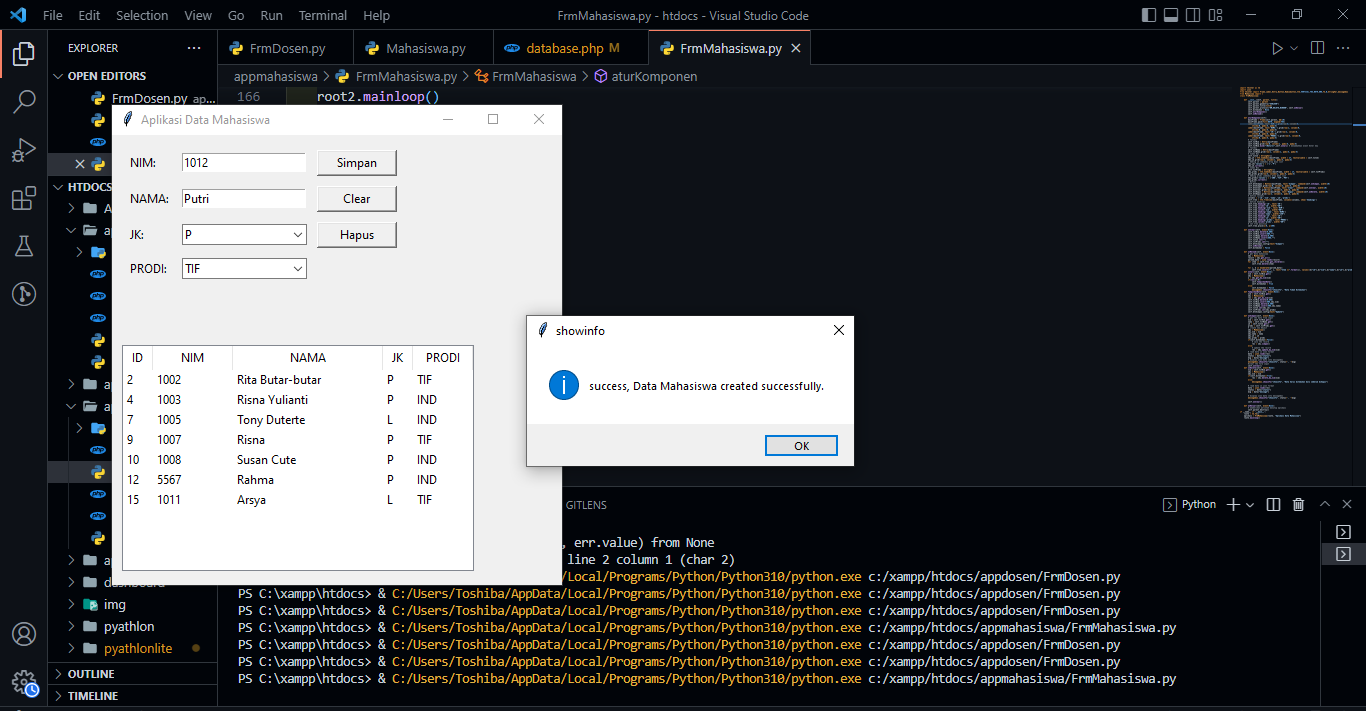 File Edit Selection View Go Run Terminal Help
FrmMahasiswa.py - htdocs - Visual Studio Code
EXPLORER
FrmDosen.py
Mahasiswa.py
database.php M
FrmMahasiswa.py
OPEN EDITORS
appmahasiswa > FrmMahasiswa.py > FrmMahasiswa > aturKomponen
FrmDosen.py ap...
166 root2.mainloop()
Aplikasi Data Mahasiswa
NIM: 1012 Simpan
NAMA: Putri Clear
JK: P Hapus
PRODI: TIF
HTDOCS
ID NIM NAMA JK PRODI
2 1002 Rita Butar-butar P TIF
4 1003 Risna Yulianti P IND
7 1005 Tony Duterte L IND
9 1007 Risna P TIF
10 1008 Susan Cute P IND
12 5567 Rahma P IND
15 1011 Arsya L TIF
showinfo
success, Data Mahasiswa created successfully.
OK
GITLENS
Python
, err.value) from None
line 2 column 1 (char 2)
/Local/Programs/Python/Python310/python.exe c:/xampp/htdocs/appdosen/FrmDosen.py
PS C:\xampp\htdocs> & C:/Users/Toshiba/AppData/Local/Programs/Python/Python310/python.exe c:/xampp/htdocs/appdosen/FrmDosen.py
PS C:\xampp\htdocs> & C:/Users/Toshiba/AppData/Local/Programs/Python/Python310/python.exe c:/xampp/htdocs/appdosen/FrmDosen.py
PS C:\xampp\htdocs> & C:/Users/Toshiba/AppData/Local/Programs/Python/Python310/python.exe c:/xampp/htdocs/appmahasiswa/FrmMahasiswa.py
PS C:\xampp\htdocs> & C:/Users/Toshiba/AppData/Local/Programs/Python/Python310/python.exe c:/xampp/htdocs/appdosen/FrmDosen.py
PS C:\xampp\htdocs> & C:/Users/Toshiba/AppData/Local/Programs/Python/Python310/python.exe c:/xampp/htdocs/appdosen/FrmDosen.py
PS C:\xampp\htdocs> & C:/Users/Toshiba/AppData/Local/Programs/Python/Python310/python.exe c:/xampp/htdocs/appmahasiswa/FrmMahasiswa.py
img
pyathlon
pyathlonlite
OUTLINE
TIMELINE